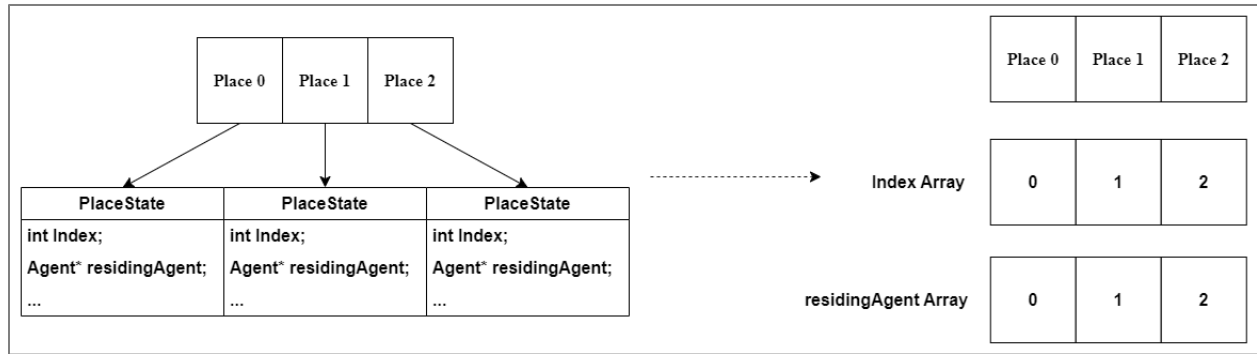 Place 0 Place 1 Place 2
PlaceState PlaceState PlaceState
int Index; int Index; int Index;
Agent* residingAgent; Agent* residingAgent; Agent* residingAgent;
... ... ...
Place 0 Place 1 Place 2
Index Array 0 1 2
residingAgent Array 0 1 2